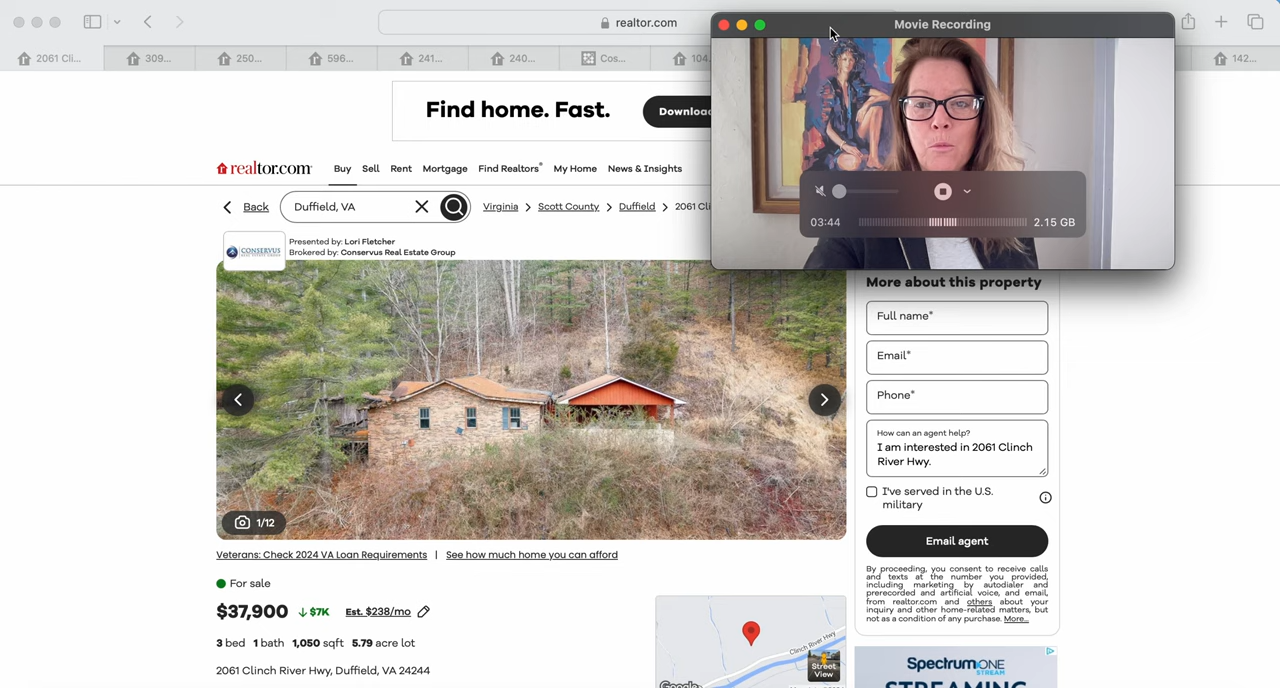 realtor.com
Movie Recording
2061 Cli...
309...
250...
596...
241...
240...
Cos...
104.
142...
03:44
2.15 GB
Find home. Fast.
Download
realtor.com®
Buy
Sell
Rent
Mortgage
Find Realtors®
My Home
News & Insights
Back
Duffield, VA
Virginia > Scott County > Duffield > 2061 Cli
CONSERVUS
Presented by: Lori Fletcher
Brokered by: Conservus Real Estate Group
1/12
Veterans: Check 2024 VA Loan Requirements | See how much home you can afford
For sale
$37,900 ↓$7K Est. $238/mo
3 bed 1 bath 1,050 sqft 5.79 acre lot
2061 Clinch River Hwy, Duffield, VA 24244
Clinch River Hwy
Street
View
Google
More about this property
Full name*
Email*
Phone*
How can an agent help?
I am interested in 2061 Clinch
River Hwy.
I've served in the U.S.
military
Email agent
By proceeding, you consent to receive calls
and texts at the number you provided,
including marketing by autodialer and
prerecorded and artificial voice, and email,
from realtor.com and others about your
inquiry and other home-related matters, but
not as a condition of any purchase. More...
Spectrum ONE
STREAM
STREAMING